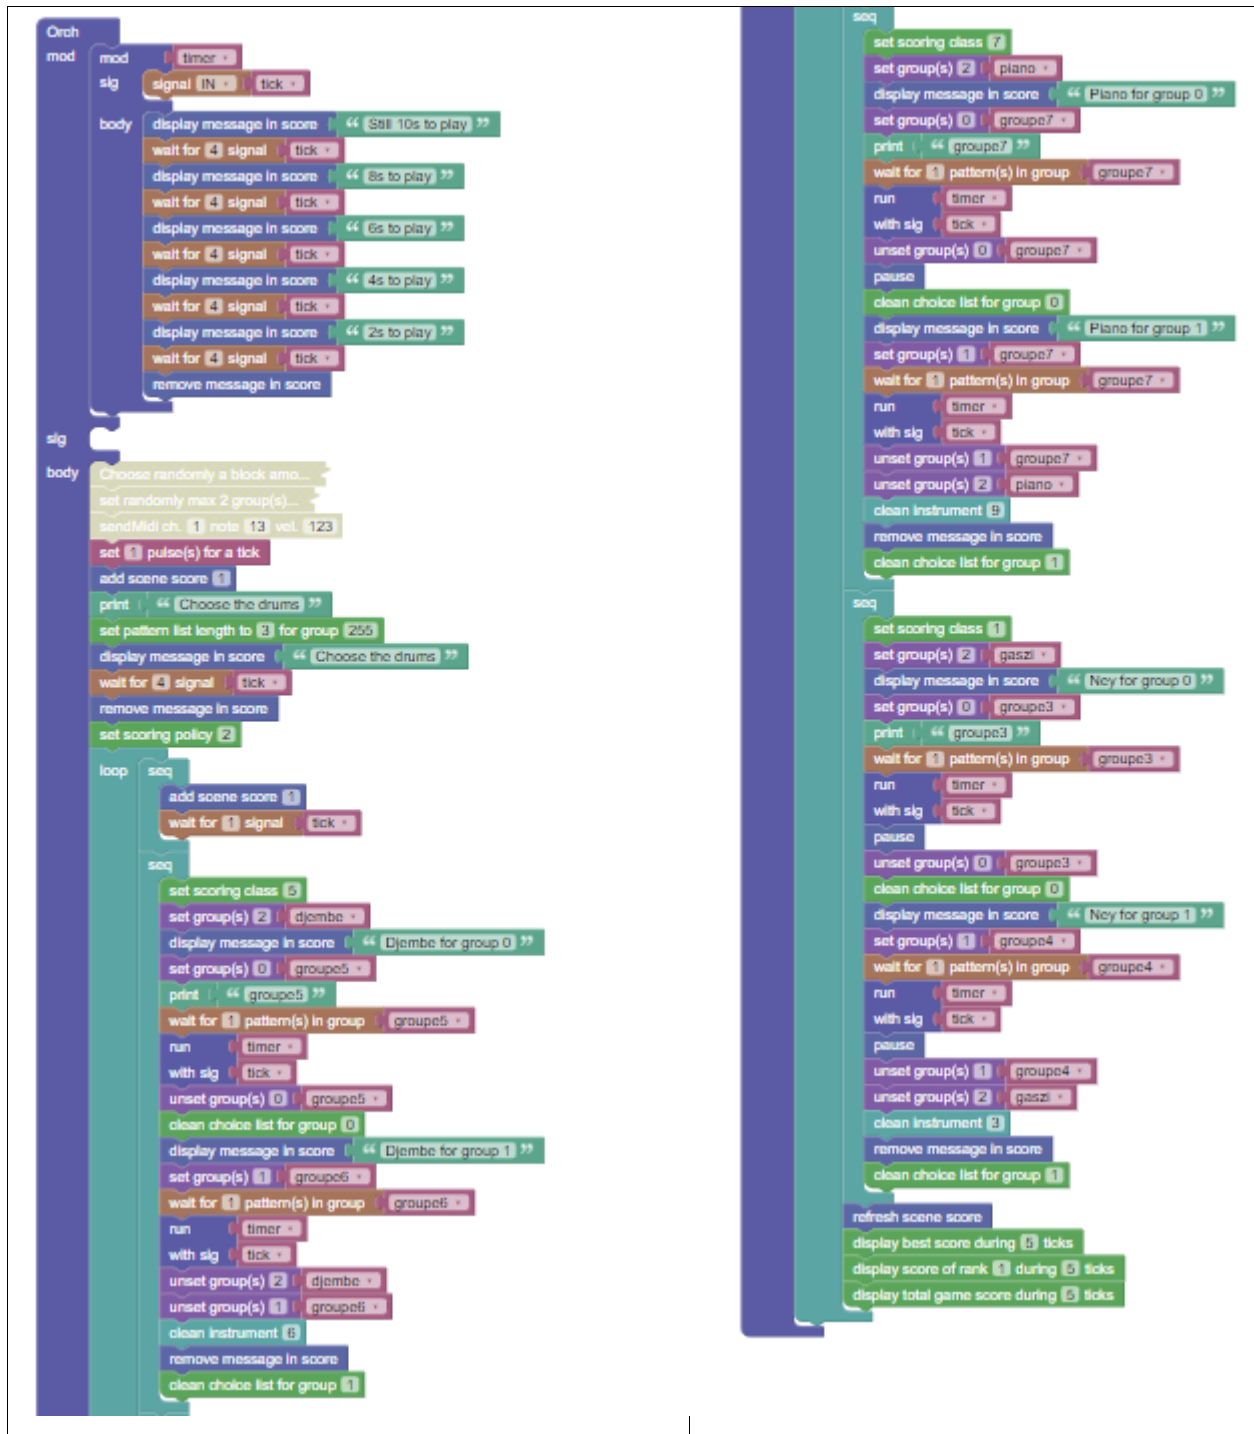 Orch
mod mod timer
sig signal IN tick
body display message in score “ Still 10s to play ”
wait for 4 signal tick
display message in score “ 8s to play ”
wait for 4 signal tick
display message in score “ 6s to play ”
wait for 4 signal tick
display message in score “ 4s to play ”
wait for 4 signal tick
display message in score “ 2s to play ”
wait for 4 signal tick
remove message in score
sig
body Choose randomly a block amo...
set randomly max 2 group(s)...
sendMidi ch. 1 note 13 vel. 123
set 1 pulse(s) for a tick
add scene score 1
print “ Choose the drums ”
set pattern list length to 3 for group 255
display message in score “ Choose the drums ”
wait for 4 signal tick
remove message in score
set scoring policy 2
loop seq
add scene score 1
wait for 1 signal tick
seq
set scoring class 5
set group(s) 2 djembe
display message in score “ Djembe for group 0 ”
set group(s) 0 groupe5
print “ groupe5 ”
wait for 1 pattern(s) in group groupe5
run timer
with sig tick
unset group(s) 0 groupe5
clean choice list for group 0
display message in score “ Djembe for group 1 ”
set group(s) 1 groupe6
wait for 1 pattern(s) in group groupe6
run timer
with sig tick
unset group(s) 2 djembe
unset group(s) 1 groupe6
clean instrument 6
remove message in score
clean choice list for group 1
seq
set scoring class 7
set group(s) 2 piano
display message in score “ Piano for group 0 ”
set group(s) 0 groupe7
print “ groupe7 ”
wait for 1 pattern(s) in group groupe7
run timer
with sig tick
unset group(s) 0 groupe7
pause
clean choice list for group 0
display message in score “ Piano for group 1 ”
set group(s) 1 groupe7
wait for 1 pattern(s) in group groupe7
run timer
with sig tick
unset group(s) 1 groupe7
unset group(s) 2 piano
clean instrument 9
remove message in score
clean choice list for group 1
seq
set scoring class 1
set group(s) 2 gaszi
display message in score “ Ney for group 0 ”
set group(s) 0 groupe3
print “ groupe3 ”
wait for 1 pattern(s) in group groupe3
run timer
with sig tick
pause
unset group(s) 0 groupe3
clean choice list for group 0
display message in score “ Ney for group 1 ”
set group(s) 1 groupe4
wait for 1 pattern(s) in group groupe4
run timer
with sig tick
pause
unset group(s) 1 groupe4
unset group(s) 2 gaszi
clean instrument 3
remove message in score
clean choice list for group 1
refresh scene score
display best score during 5 ticks
display score of rank 1 during 5 ticks
display total game score during 5 ticks